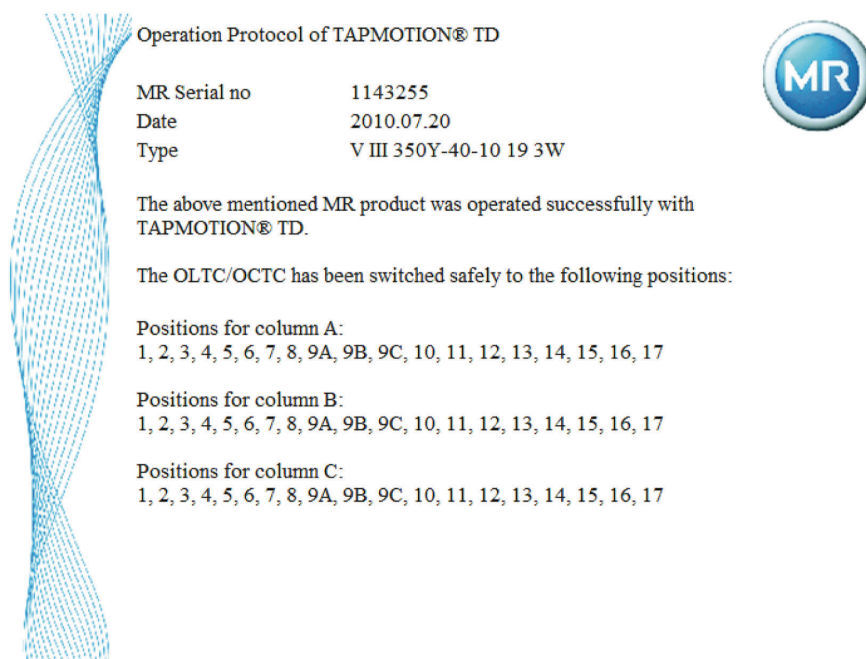 Operation Protocol of TAPMOTION® TD
MR
MR Serial no 1143255
Date 2010.07.20
Type V III 350Y-40-10 19 3W
The above mentioned MR product was operated successfully with
TAPMOTION® TD.
The OLTC/OCTC has been switched safely to the following positions:
Positions for column A:
1, 2, 3, 4, 5, 6, 7, 8, 9A, 9B, 9C, 10, 11, 12, 13, 14, 15, 16, 17
Positions for column B:
1, 2, 3, 4, 5, 6, 7, 8, 9A, 9B, 9C, 10, 11, 12, 13, 14, 15, 16, 17
Positions for column C:
1, 2, 3, 4, 5, 6, 7, 8, 9A, 9B, 9C, 10, 11, 12, 13, 14, 15, 16, 17